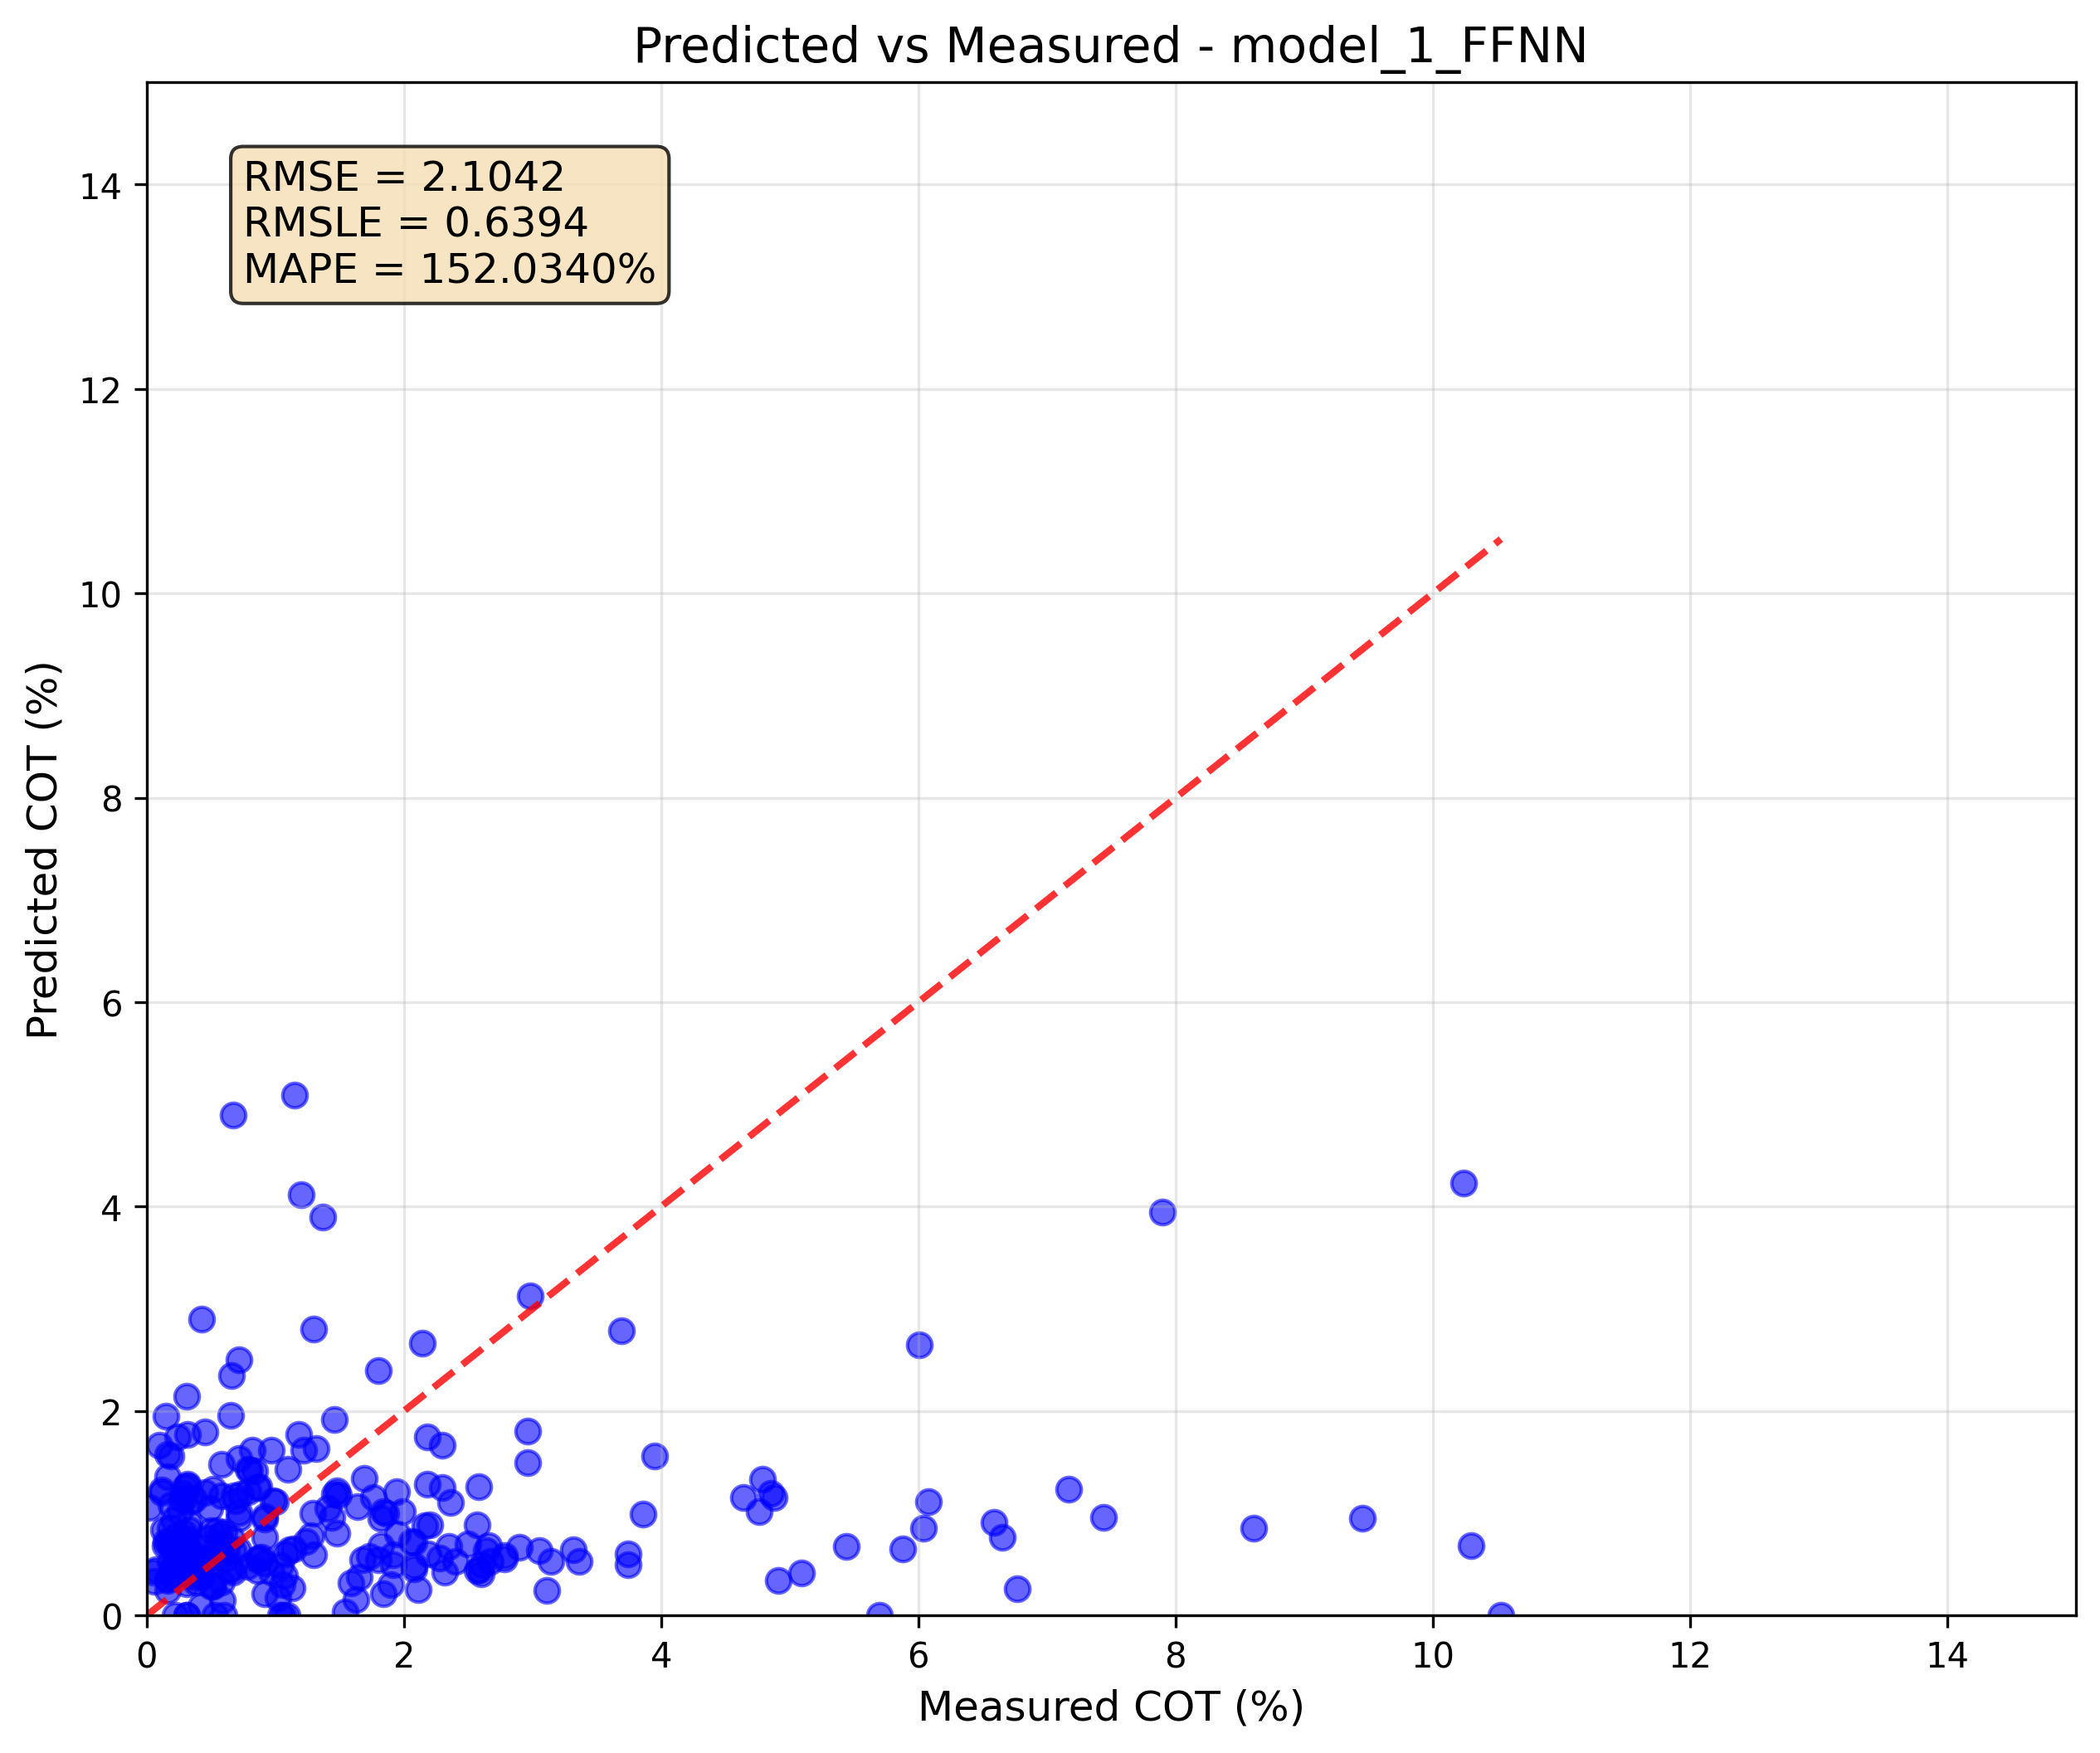 Predicted vs Measured - model_1_FFNN
RMSE = 2.1042
RMSLE = 0.6394
MAPE = 152.0340%
14
12
10
8
6
4
2
0
Predicted COT (%)
0 2 4 6 8 10 12 14
Measured COT (%)